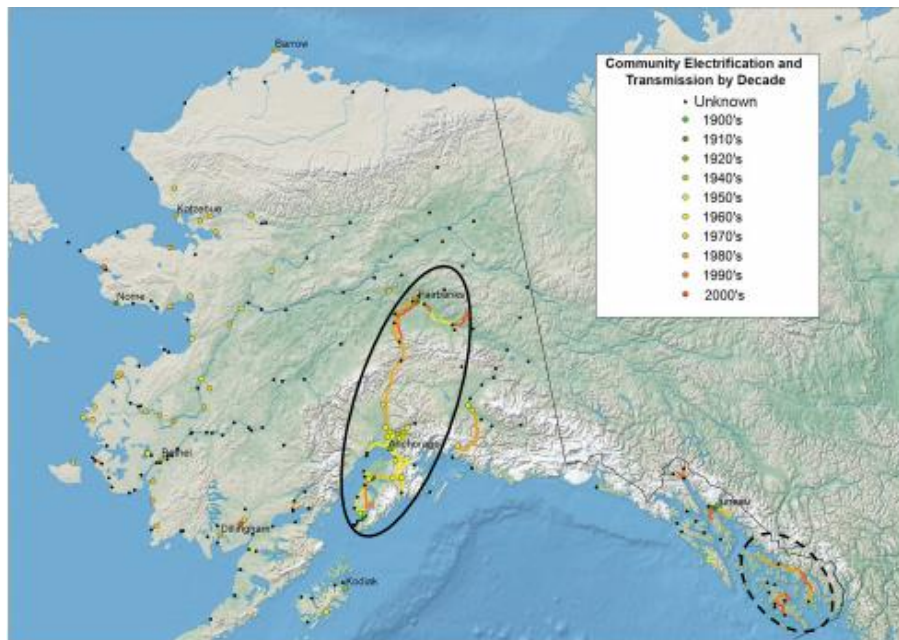 Barrow
Community Electrification and
Transmission by Decade
Unknown
1900's
1910's
1920's
1940's
1950's
1960's
1970's
1980's
1990's
2000's
Kotzebue
Nome
Fairbanks
Anchorage
Bethel
Dillingham
Juneau
Kodiak